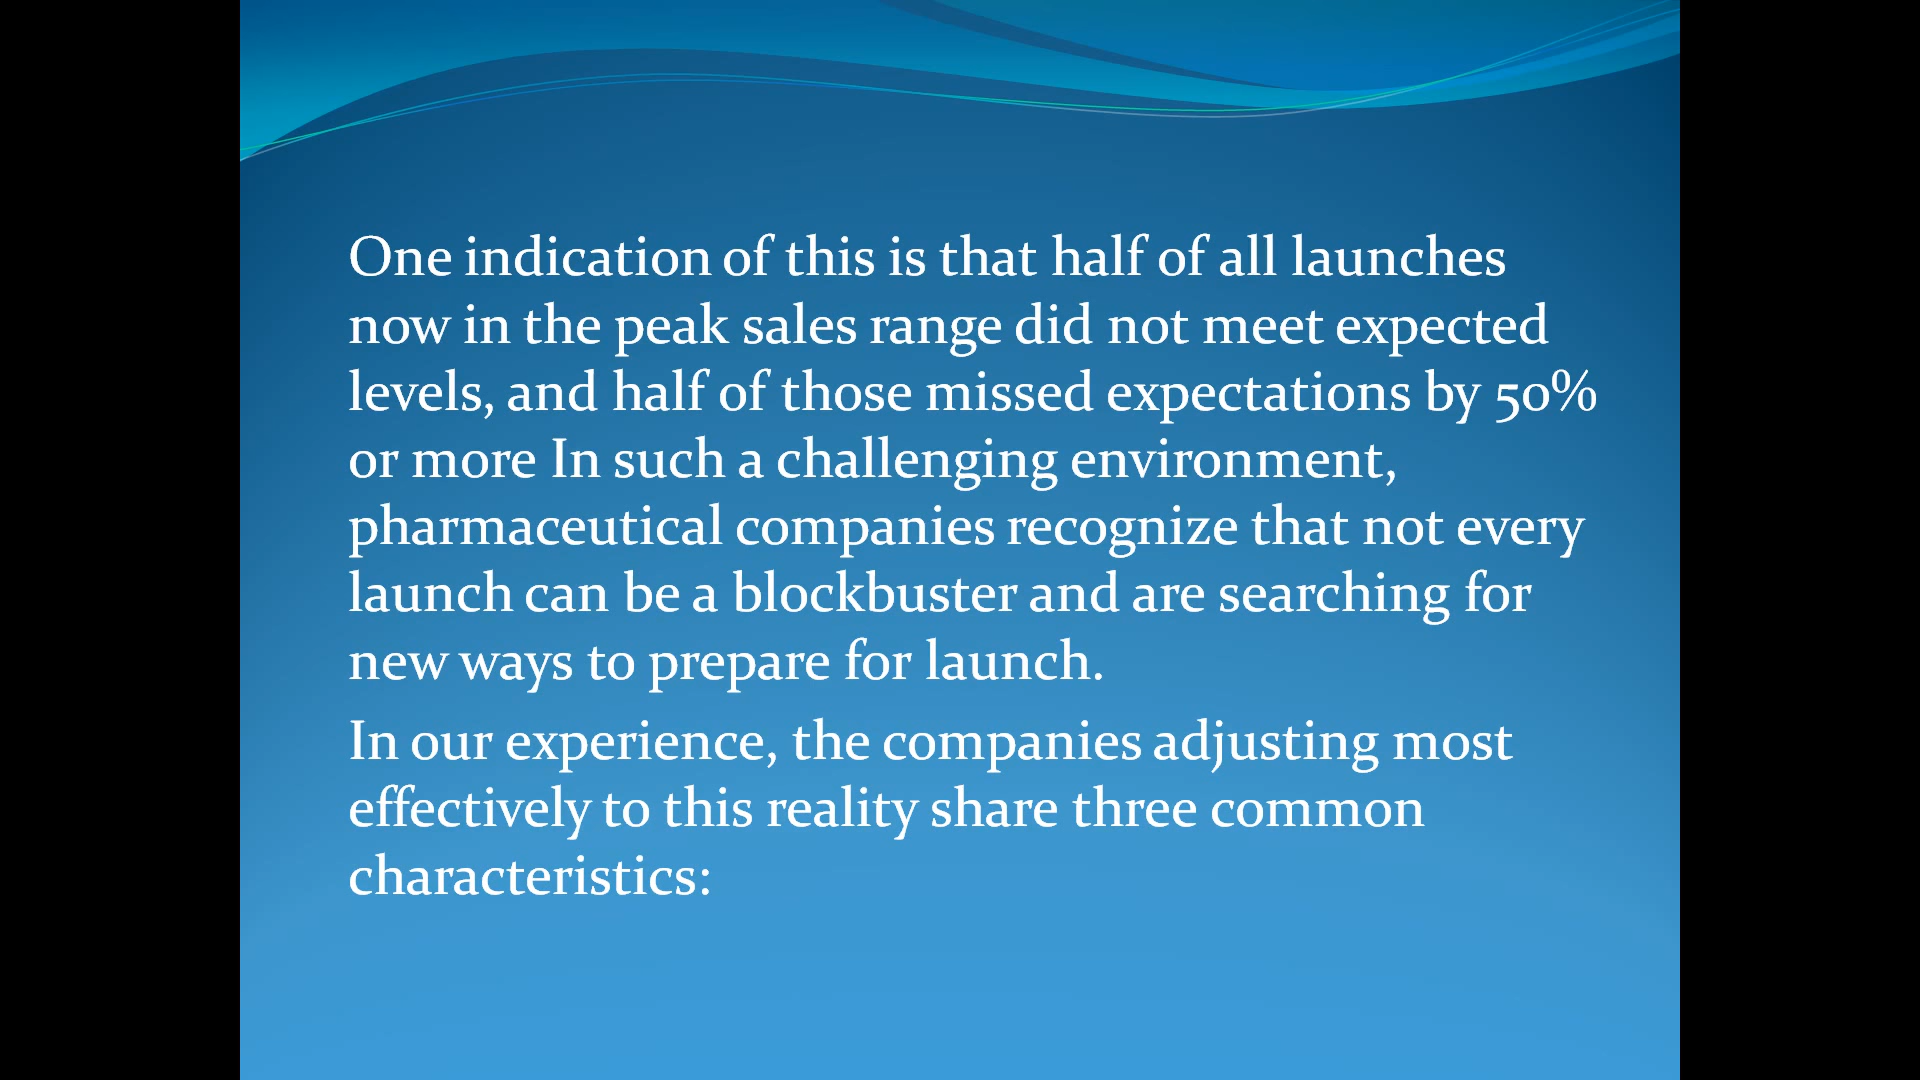 One indication of this is that half of all launches
now in the peak sales range did not meet expected
levels, and half of those missed expectations by 50%
or more In such a challenging environment,
pharmaceutical companies recognize that not every
launch can be a blockbuster and are searching for
new ways to prepare for launch.
In our experience, the companies adjusting most
effectively to this reality share three common
characteristics: